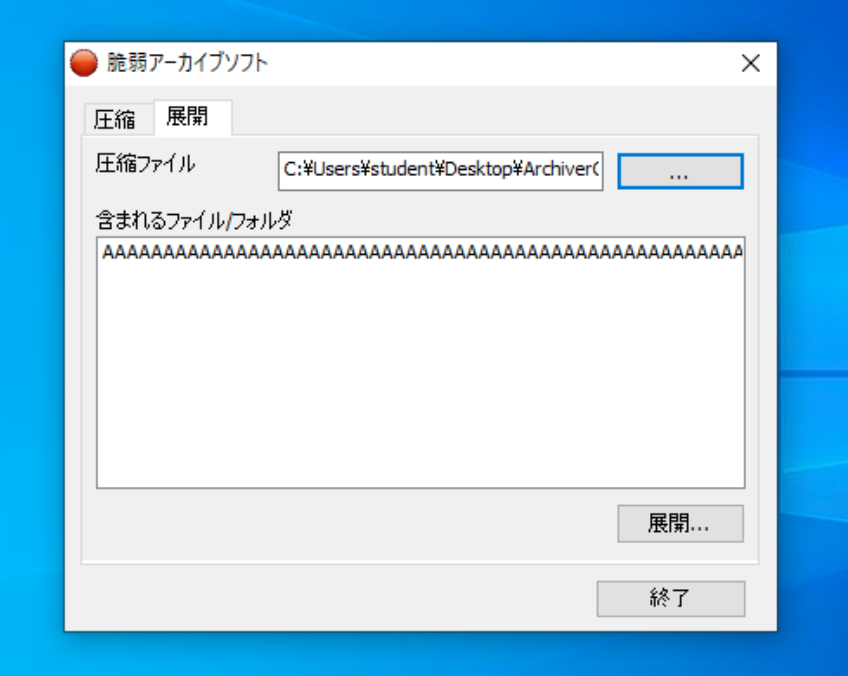 脆弱アーカイブソフト
圧縮 展開
圧縮ファイル C:¥Users¥student¥Desktop¥Archiver( ...
含まれるファイル/フォルダ
AAAAAAAAAAAAAAAAAAAAAAAAAAAAAAAAAAAAAAAAAAAAAAAAAAAAA
展開...
終了